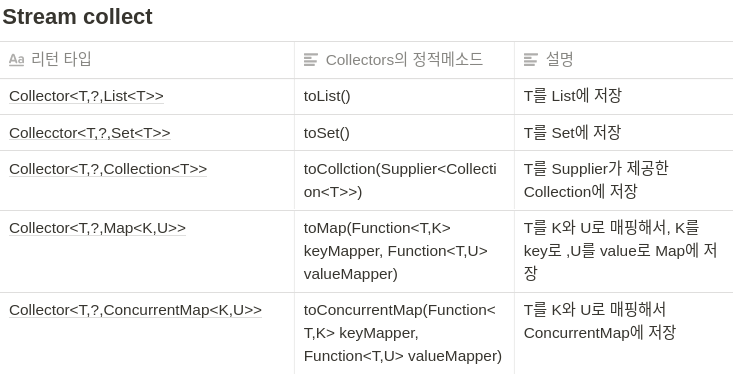 Stream collect
Aa 리턴 타입 Collectors의 정적메소드 설명
Collector<T,?,List<T>> toList() T를 List에 저장
Collecctor<T,?,Set<T>> toSet() T를 Set에 저장
Collector<T,?,Collection<T>> toCollction(Supplier<Collecti T를 Supplier가 제공한
on<T>>) Collection에 저장
Collector<T,?,Map<K,U>> toMap(Function<T,K> T를 K와 U로 매핑해서, K를
keyMapper, Function<T,U> key로 ,U를 value로 Map에 저
valueMapper) 장
Collector<T,?,ConcurrentMap<K,U>> toConcurrentMap(Function< T를 K와 U로 매핑해서
T,K> keyMapper, ConcurrentMap에 저장
Function<T,U> valueMapper)